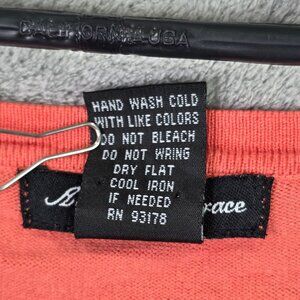 CALIFORNIA USA
HAND WASH COLD
WITH LIKE COLORS
DO NOT BLEACH
DO NOT WRING
DRY FLAT
COOL IRON
IF NEEDED
RN 93178